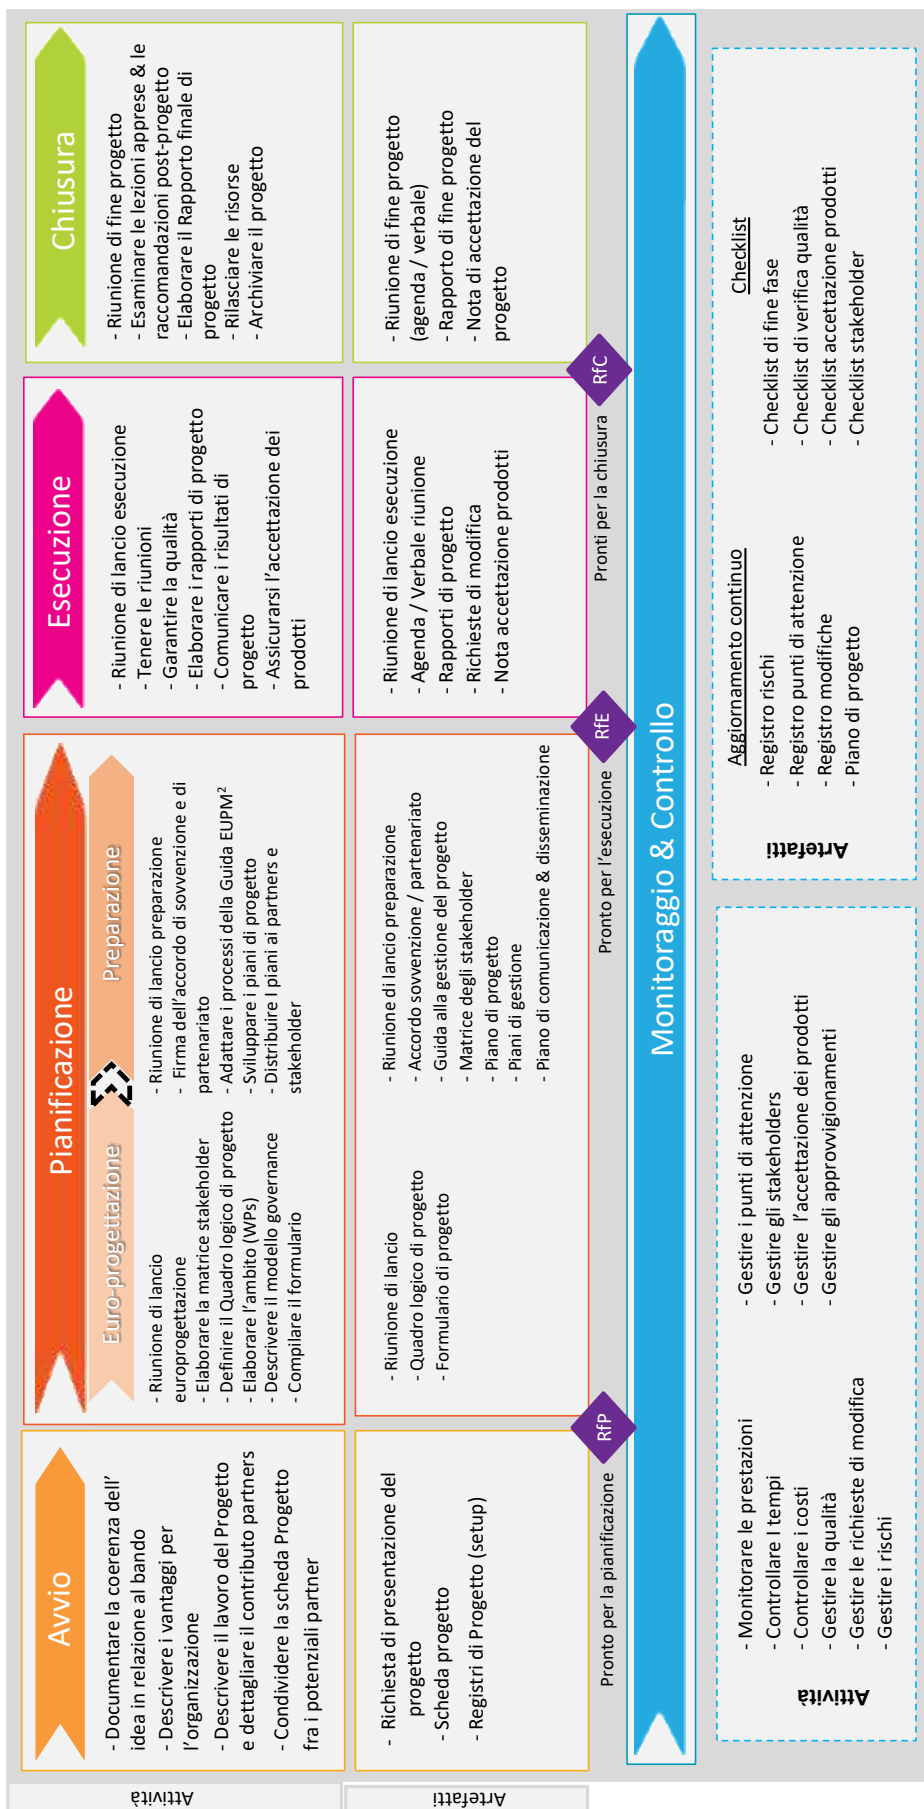 Avvio
- Documentare la coerenza dell'
idea in relazione al bando
- Descrivere i vantaggi per
l'organizzazione
- Descrivere il lavoro del Progetto
e dettagliare il contributo partners
- Condividere la scheda Progetto
fra i potenziali partner
Pianificazione
Euro-progettazione
- Riunione di lancio
europrogettazione
- Elaborare la matrice stakeholder
- Definire il Quadro logico di progetto
- Elaborare l'ambito (WPs)
- Descrivere il modello governance
- Compilare il formulario
Preparazione
- Riunione di lancio preparazione
- Firma dell'accordo di sovvenzione e di
partenariato
- Adattare i processi della Guida EUPM²
- Sviluppare i piani di progetto
- Distribuire I piani ai partners e
stakeholder
Esecuzione
- Riunione di lancio esecuzione
- Tenere le riunioni
- Garantire la qualità
- Elaborare i rapporti di progetto
- Comunicare i risultati di
progetto
- Assicurarsi l'accettazione dei
prodotti
Chiusura
- Riunione di fine progetto
- Esaminare le lezioni apprese & le
raccomandazioni post-progetto
- Elaborare il Rapporto finale di
progetto
- Rilasciare le risorse
- Archiviare il progetto
Attività
Artefatti
- Richiesta di presentazione del
progetto
- Scheda progetto
- Registri di Progetto (setup)
- Riunione di lancio
- Quadro logico di progetto
- Formulario di progetto
- Riunione di lancio preparazione
- Accordo sovvenzione / partenariato
- Guida alla gestione del progetto
- Matrice degli stakeholder
- Piano di progetto
- Piani di gestione
- Piano di comunicazione & disseminazione
- Riunione di lancio esecuzione
- Agenda / Verbale riunione
- Rapporti di progetto
- Richieste di modifica
- Nota accettazione prodotti
- Riunione di fine progetto
(agenda / verbale)
- Rapporto di fine progetto
- Nota di accettazione del
progetto
Pronto per la pianificazione
RfP
Pronto per l'esecuzione
RfE
Pronti per la chiusura
RfC
Monitoraggio & Controllo
Attività
- Monitorare le prestazioni
- Controllare I tempi
- Controllare i costi
- Gestire la qualità
- Gestire le richieste di modifica
- Gestire i rischi
- Gestire i punti di attenzione
- Gestire gli stakeholders
- Gestire l'accettazione dei prodotti
- Gestire gli approvvigionamenti
Artefatti
Aggiornamento continuo
- Registro rischi
- Registro punti di attenzione
- Registro modifiche
- Piano di progetto
Checklist
- Checklist di fine fase
- Checklist di verifica qualità
- Checklist accettazione prodotti
- Checklist stakeholder